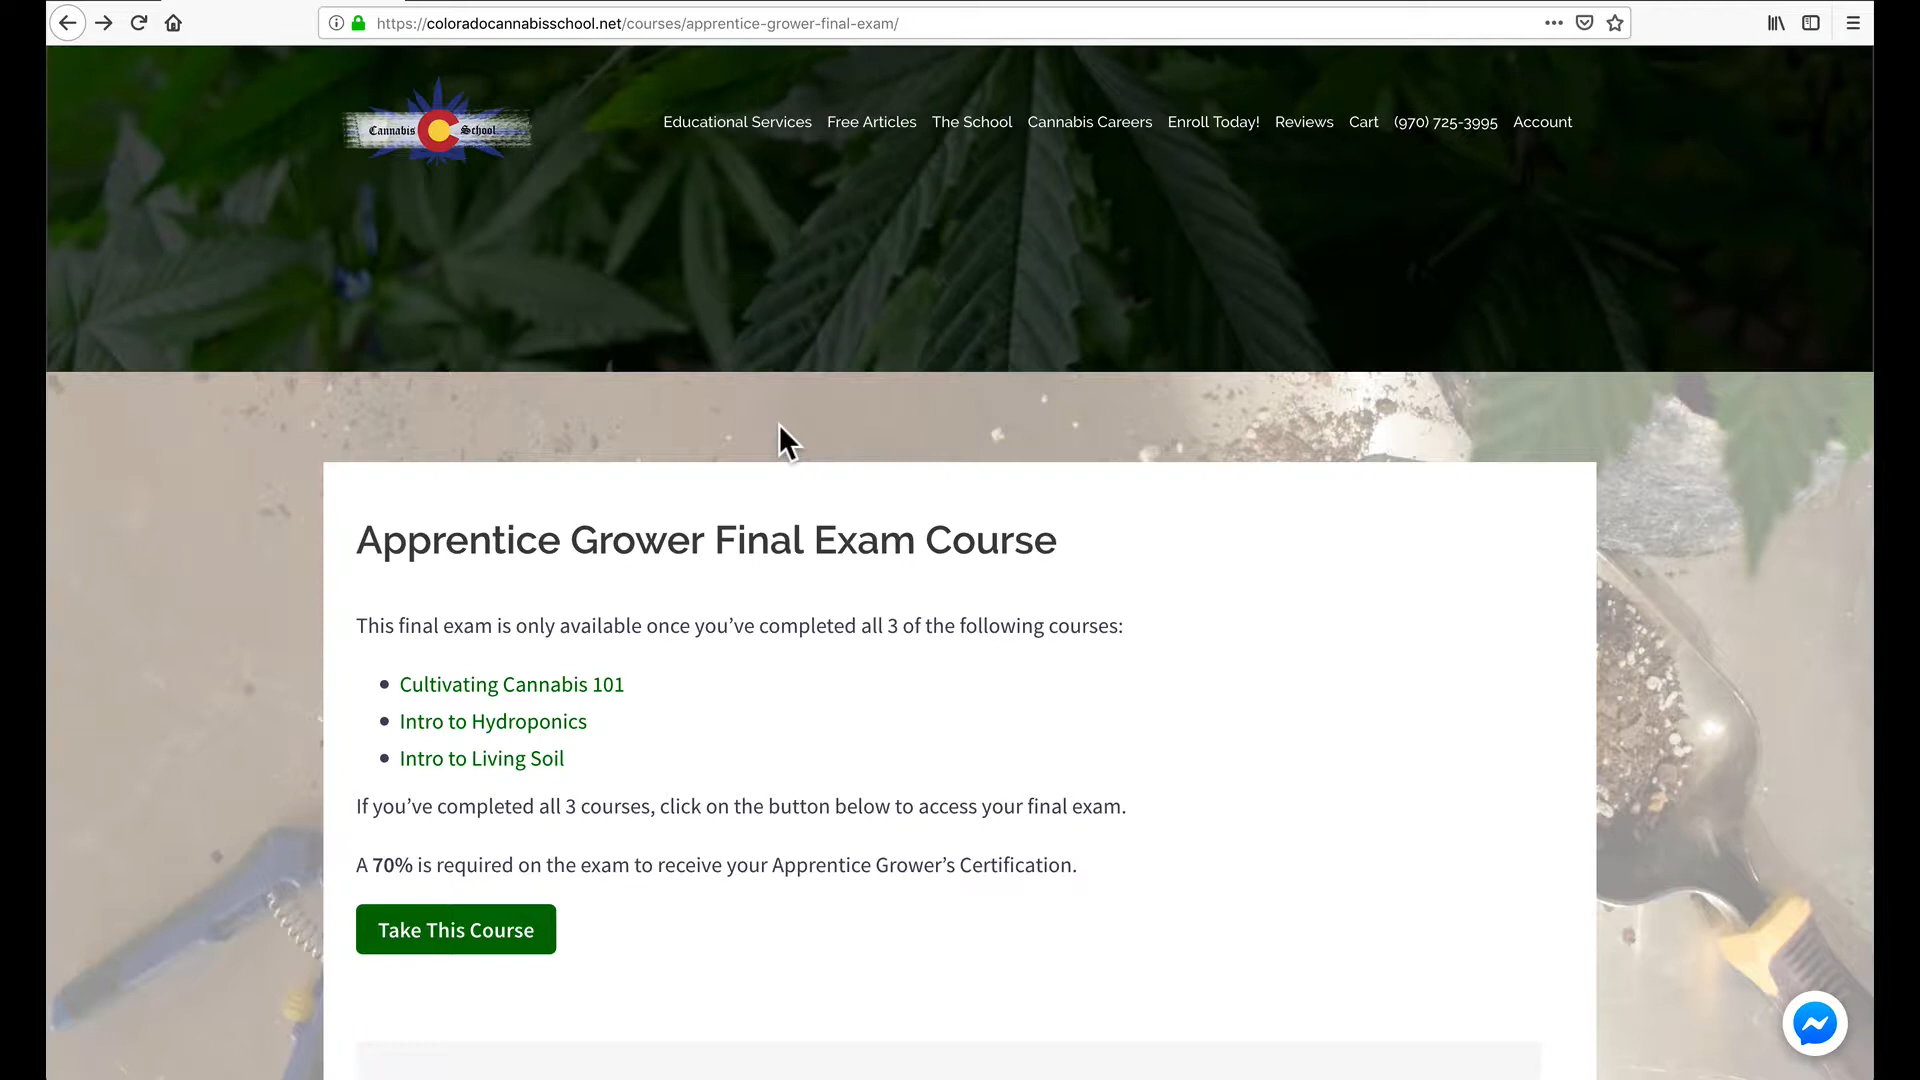 https://coloradocannabisschool.net/courses/apprentice-grower-final-exam/
Cannabis School
Educational Services Free Articles The School Cannabis Careers Enroll Today! Reviews Cart (970) 725-3995 Account
Apprentice Grower Final Exam Course
This final exam is only available once you’ve completed all 3 of the following courses:
Cultivating Cannabis 101
Intro to Hydroponics
Intro to Living Soil
If you’ve completed all 3 courses, click on the button below to access your final exam.
A 70% is required on the exam to receive your Apprentice Grower’s Certification.
Take This Course